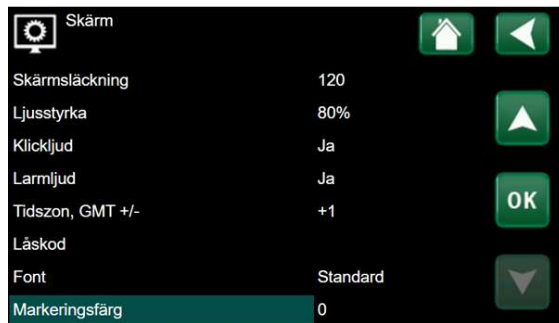 Skärm
Skärmsläckning 120
Ljusstyrka 80%
Klickljud Ja
Larmljud Ja
Tidszon, GMT +/- +1
OK
Låskod
Font Standard
Markeringsfärg 0